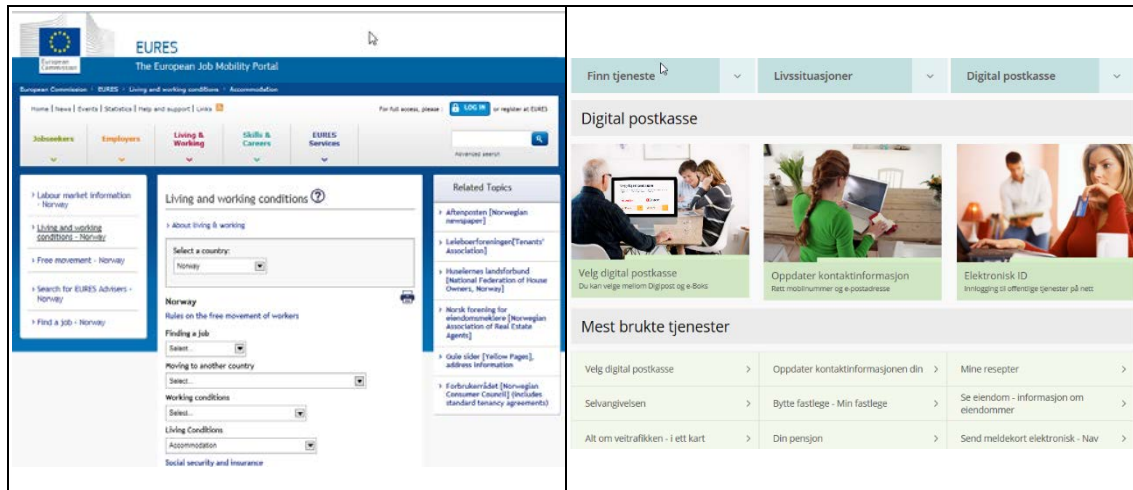 European
Commission
EURES
The European Job Mobility Portal
European Commission › EURES › Living and working conditions › Accommodation
Home | News | Events | Statistics | Help and support | Links
For full access, please : LOG IN or register at EURES
Jobseekers
Employers
Living &
Working
Skills &
Careers
EURES
Services
Advanced search
› Labour market information
- Norway
› Living and working
conditions - Norway
› Free movement - Norway
› Search for EURES Advisers -
Norway
› Find a job - Norway
Living and working conditions ?
› About living & working
Select a country:
Norway
Norway
Rules on the free movement of workers
Finding a job
Select...
Moving to another country
Select...
Working conditions
Select...
Living Conditions
Accommodation
Social security and insurance
Related Topics
› Aftenposten [Norwegian
newspaper]
› Leieboerforeningen[Tenants'
Association]
› Huseiernes landsforbund
[National Federation of House
Owners, Norway]
› Norsk forening for
eiendomsmeklere [Norwegian
Association of Real Estate
Agents]
› Gule sider [Yellow Pages],
address information
› Forbrukerrådet [Norwegian
Consumer Council] (includes
standard tenancy agreements)
Finn tjeneste
Livssituasjoner
Digital postkasse
Digital postkasse
Velg digital postkasse
Du kan velge mellom Digipost og e-Boks
Oppdater kontaktinformasjon
Rett mobilnummer og e-postadresse
Elektronisk ID
Innlogging til offentlige tjenester på nett
Mest brukte tjenester
Velg digital postkasse >
Oppdater kontaktinformasjonen din >
Mine resepter >
Selvangivelsen >
Bytte fastlege - Min fastlege >
Se eiendom - informasjon om
eiendommer >
Alt om veitrafikken - i ett kart >
Din pensjon >
Send meldekort elektronisk - Nav >